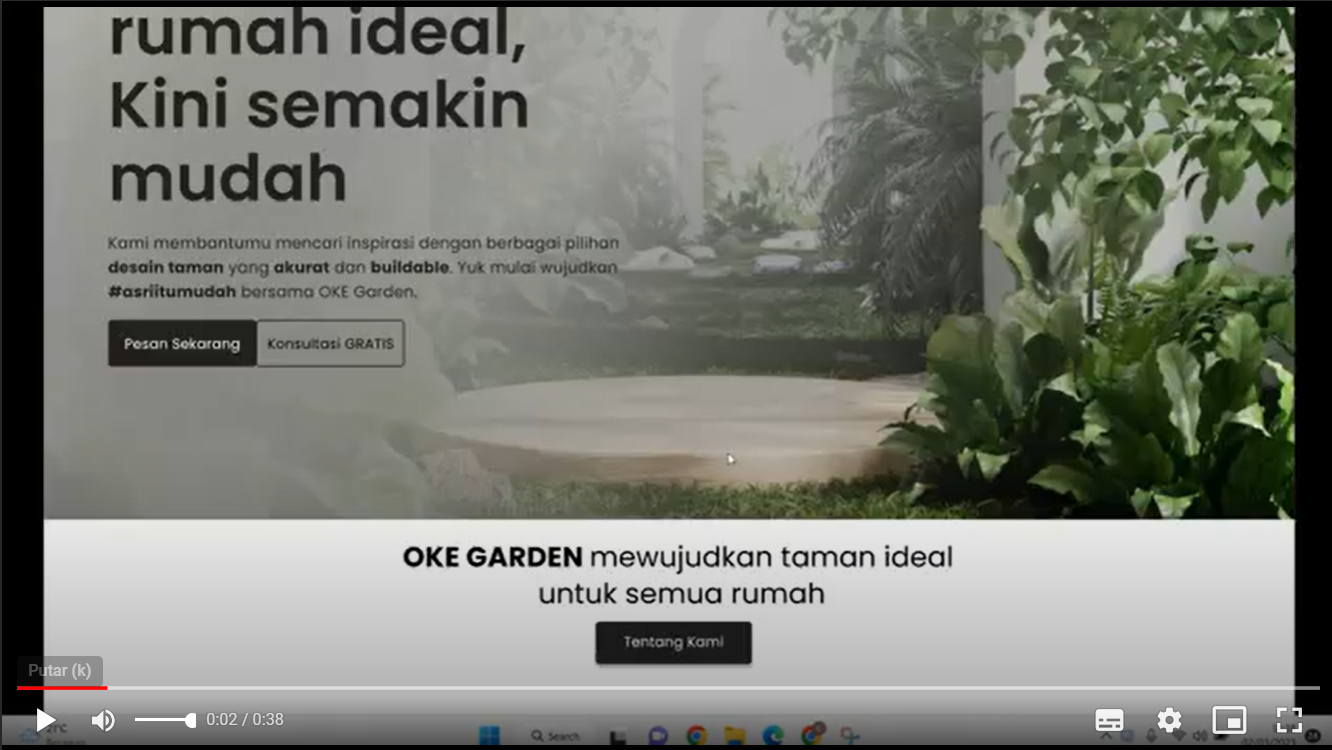 rumah ideal,
Kini semakin
mudah
Kami membantumu mencari inspirasi dengan berbagai pilihan
desain taman yang akurat dan buildable. Yuk mulai wujudkan
#asriitumudah bersama OKE Garden.
Pesan Sekarang Konsultasi GRATIS
OKE GARDEN mewujudkan taman ideal
untuk semua rumah
Tentang Kami
Putar (k)
0:02 / 0:38
Search